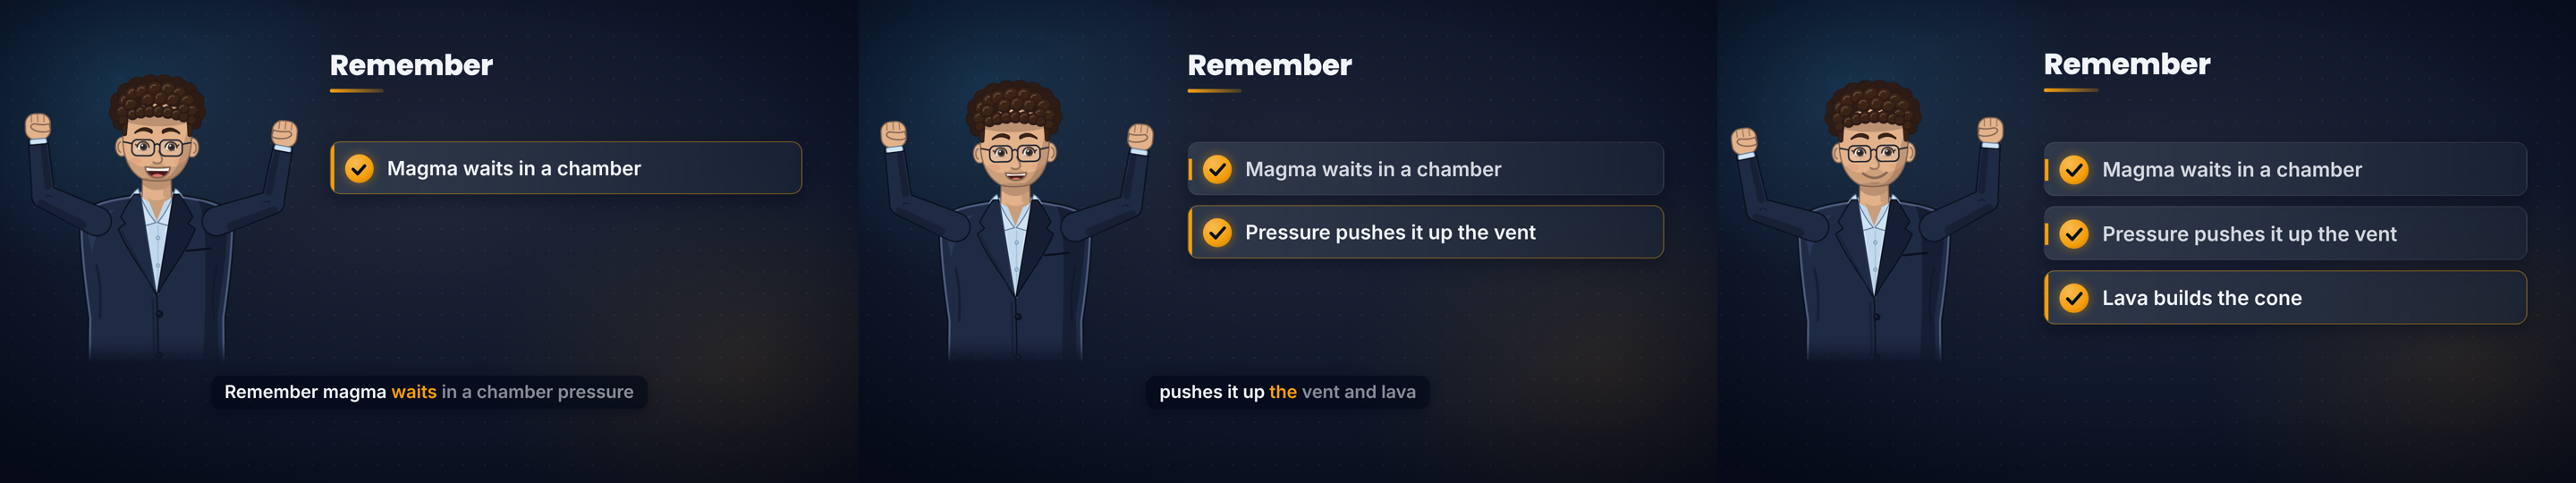 Remember
Magma waits in a chamber
Remember magma waits in a chamber pressure
Remember
Magma waits in a chamber
Pressure pushes it up the vent
pushes it up the vent and lava
Remember
Magma waits in a chamber
Pressure pushes it up the vent
Lava builds the cone